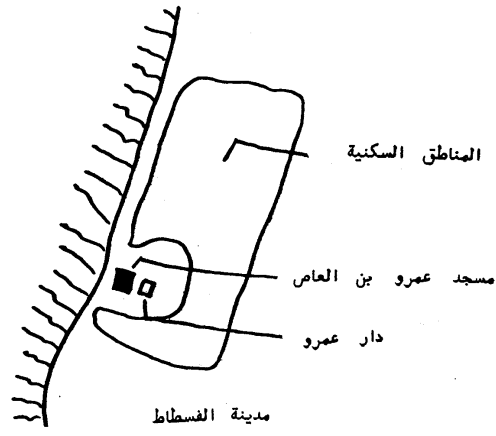 المناطق السكنية
مسجد عمرو بن العاص
دار عمرو
مدينة الفسطاط